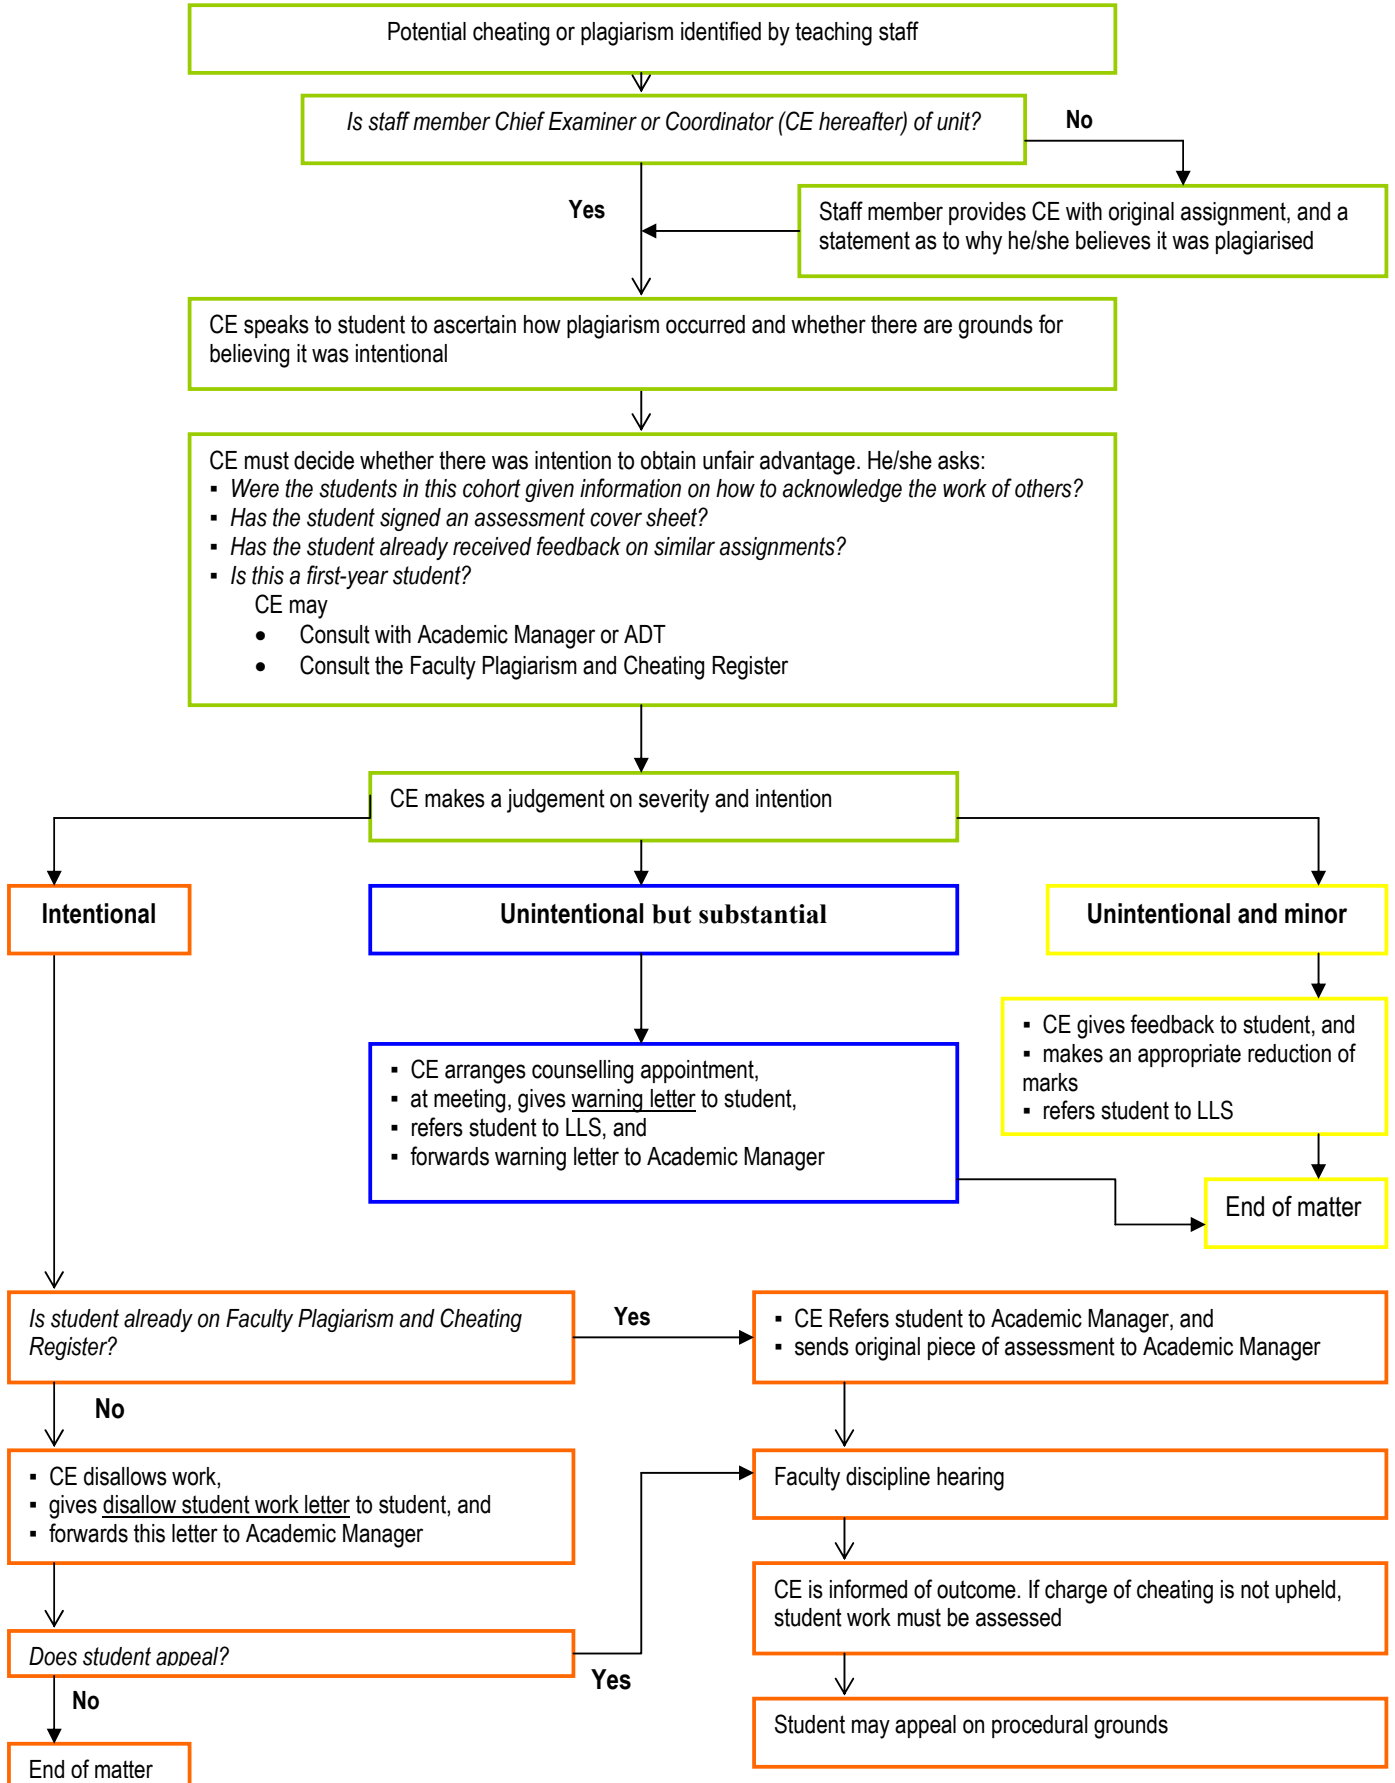 Potential cheating or plagiarism identified by teaching staff
Is staff member Chief Examiner or Coordinator (CE hereafter) of unit?
No
Yes
Staff member provides CE with original assignment, and a
statement as to why he/she believes it was plagiarised
CE speaks to student to ascertain how plagiarism occurred and whether there are grounds for
believing it was intentional
CE must decide whether there was intention to obtain unfair advantage. He/she asks:
▪ Were the students in this cohort given information on how to acknowledge the work of others?
▪ Has the student signed an assessment cover sheet?
▪ Has the student already received feedback on similar assignments?
▪ Is this a first-year student?
CE may
• Consult with Academic Manager or ADT
• Consult the Faculty Plagiarism and Cheating Register
CE makes a judgement on severity and intention
Intentional
Unintentional but substantial
Unintentional and minor
▪ CE arranges counselling appointment,
▪ at meeting, gives warning letter to student,
▪ refers student to LLS, and
▪ forwards warning letter to Academic Manager
▪ CE gives feedback to student, and
▪ makes an appropriate reduction of
marks
▪ refers student to LLS
End of matter
Is student already on Faculty Plagiarism and Cheating
Register?
Yes
▪ CE Refers student to Academic Manager, and
▪ sends original piece of assessment to Academic Manager
No
▪ CE disallows work,
▪ gives disallow student work letter to student, and
▪ forwards this letter to Academic Manager
Faculty discipline hearing
CE is informed of outcome. If charge of cheating is not upheld,
student work must be assessed
Does student appeal?
Yes
No
Student may appeal on procedural grounds
End of matter